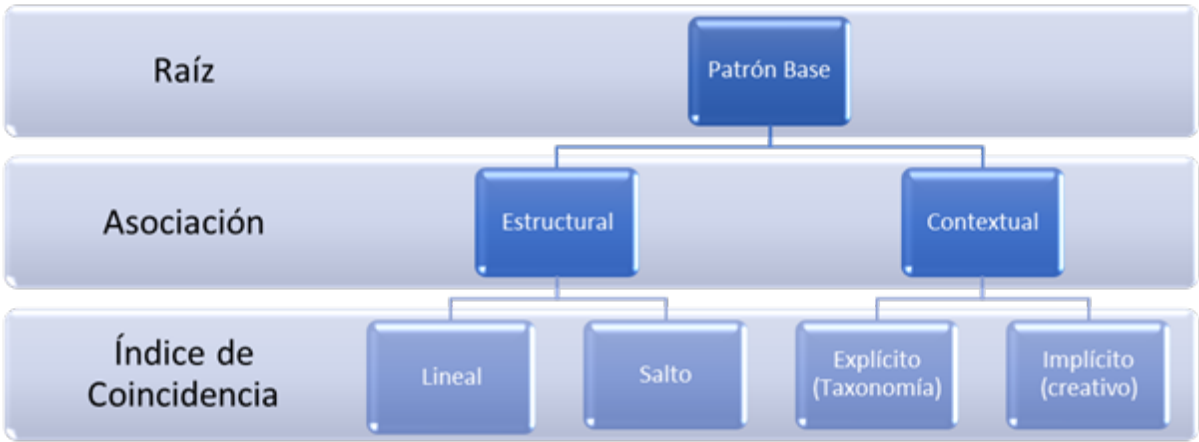 Raíz
Patrón Base
Asociación
Estructural
Contextual
Índice de
Coincidencia
Lineal
Salto
Explícito
(Taxonomía)
Implícito
(creativo)